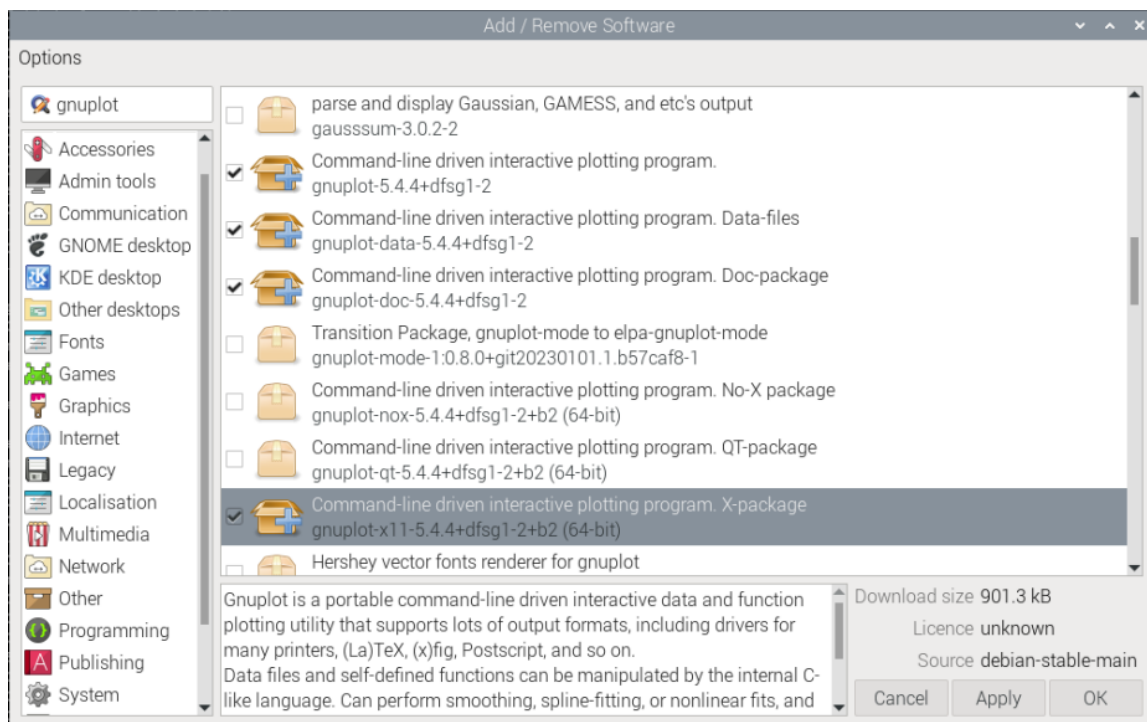 Add / Remove Software
Options
gnuplot
Accessories
Admin tools
Communication
GNOME desktop
KDE desktop
Other desktops
Fonts
Games
Graphics
Internet
Legacy
Localisation
Multimedia
Network
Other
Programming
Publishing
System
parse and display Gaussian, GAMESS, and etc's output
gausssum-3.0.2-2
Command-line driven interactive plotting program.
gnuplot-5.4.4+dfsg1-2
Command-line driven interactive plotting program. Data-files
gnuplot-data-5.4.4+dfsg1-2
Command-line driven interactive plotting program. Doc-package
gnuplot-doc-5.4.4+dfsg1-2
Transition Package, gnuplot-mode to elpa-gnuplot-mode
gnuplot-mode-1:0.8.0+git20230101.1.b57caf8-1
Command-line driven interactive plotting program. No-X package
gnuplot-nox-5.4.4+dfsg1-2+b2 (64-bit)
Command-line driven interactive plotting program. QT-package
gnuplot-qt-5.4.4+dfsg1-2+b2 (64-bit)
Command-line driven interactive plotting program. X-package
gnuplot-x11-5.4.4+dfsg1-2+b2 (64-bit)
Hershey vector fonts renderer for gnuplot
Gnuplot is a portable command-line driven interactive data and function
plotting utility that supports lots of output formats, including drivers for
many printers, (La)TeX, (x)fig, Postscript, and so on.
Data files and self-defined functions can be manipulated by the internal C-
like language. Can perform smoothing, spline-fitting, or nonlinear fits, and
Download size 901.3 kB
Licence unknown
Source debian-stable-main
Cancel
Apply
OK